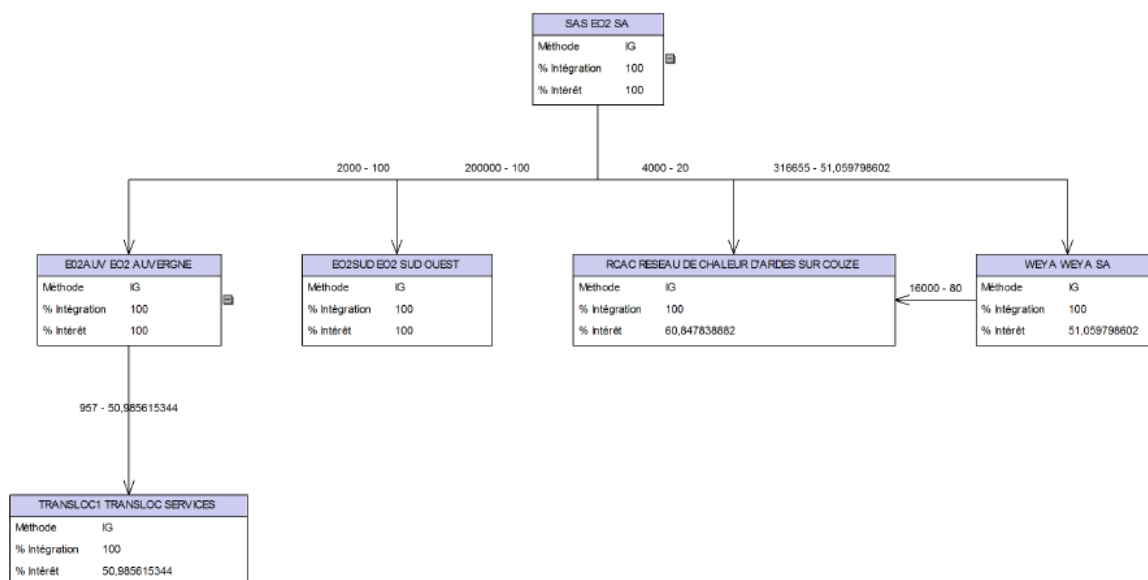 SAS EO2 SA
Méthode IG
% Intégration 100
% Intérêt 100
2000 - 100
200000 - 100
4000 - 20
316655 - 51,059798602
E02AUV EO2 AUVERGNE
Méthode IG
% Intégration 100
% Intérêt 100
EO2SUD EO2 SUD OUEST
Méthode IG
% Intégration 100
% Intérêt 100
RCAC RESEAU DE CHALEUR D'ARDES SUR COUZE
Méthode IG
% Intégration 100
% Intérêt 60,847838882
16000 - 80
WEYA WEYA SA
Méthode IG
% Intégration 100
% Intérêt 51,059798602
957 - 50,985615344
TRANSLOC1 TRANSLOC SERVICES
Méthode IG
% Intégration 100
% Intérêt 50,985615344